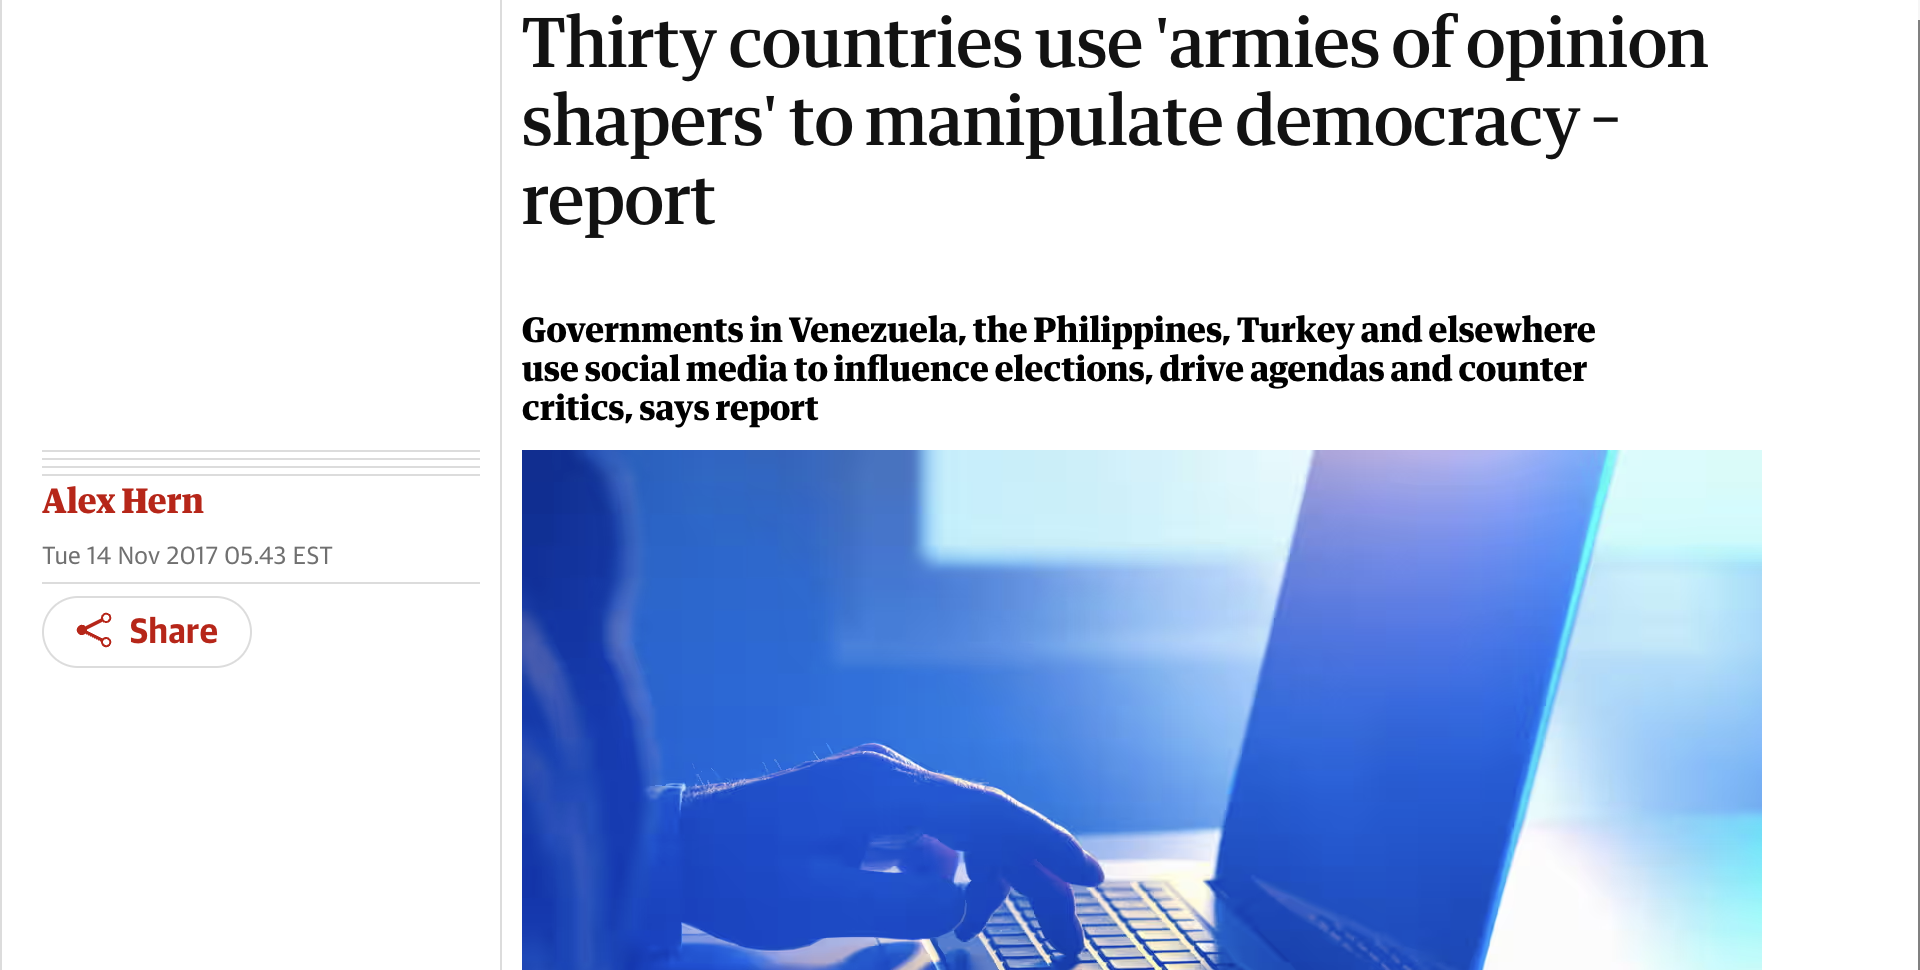 Thirty countries use 'armies of opinion
shapers' to manipulate democracy –
report
Governments in Venezuela, the Philippines, Turkey and elsewhere
use social media to influence elections, drive agendas and counter
critics, says report
Alex Hern
Tue 14 Nov 2017 05.43 EST
Share